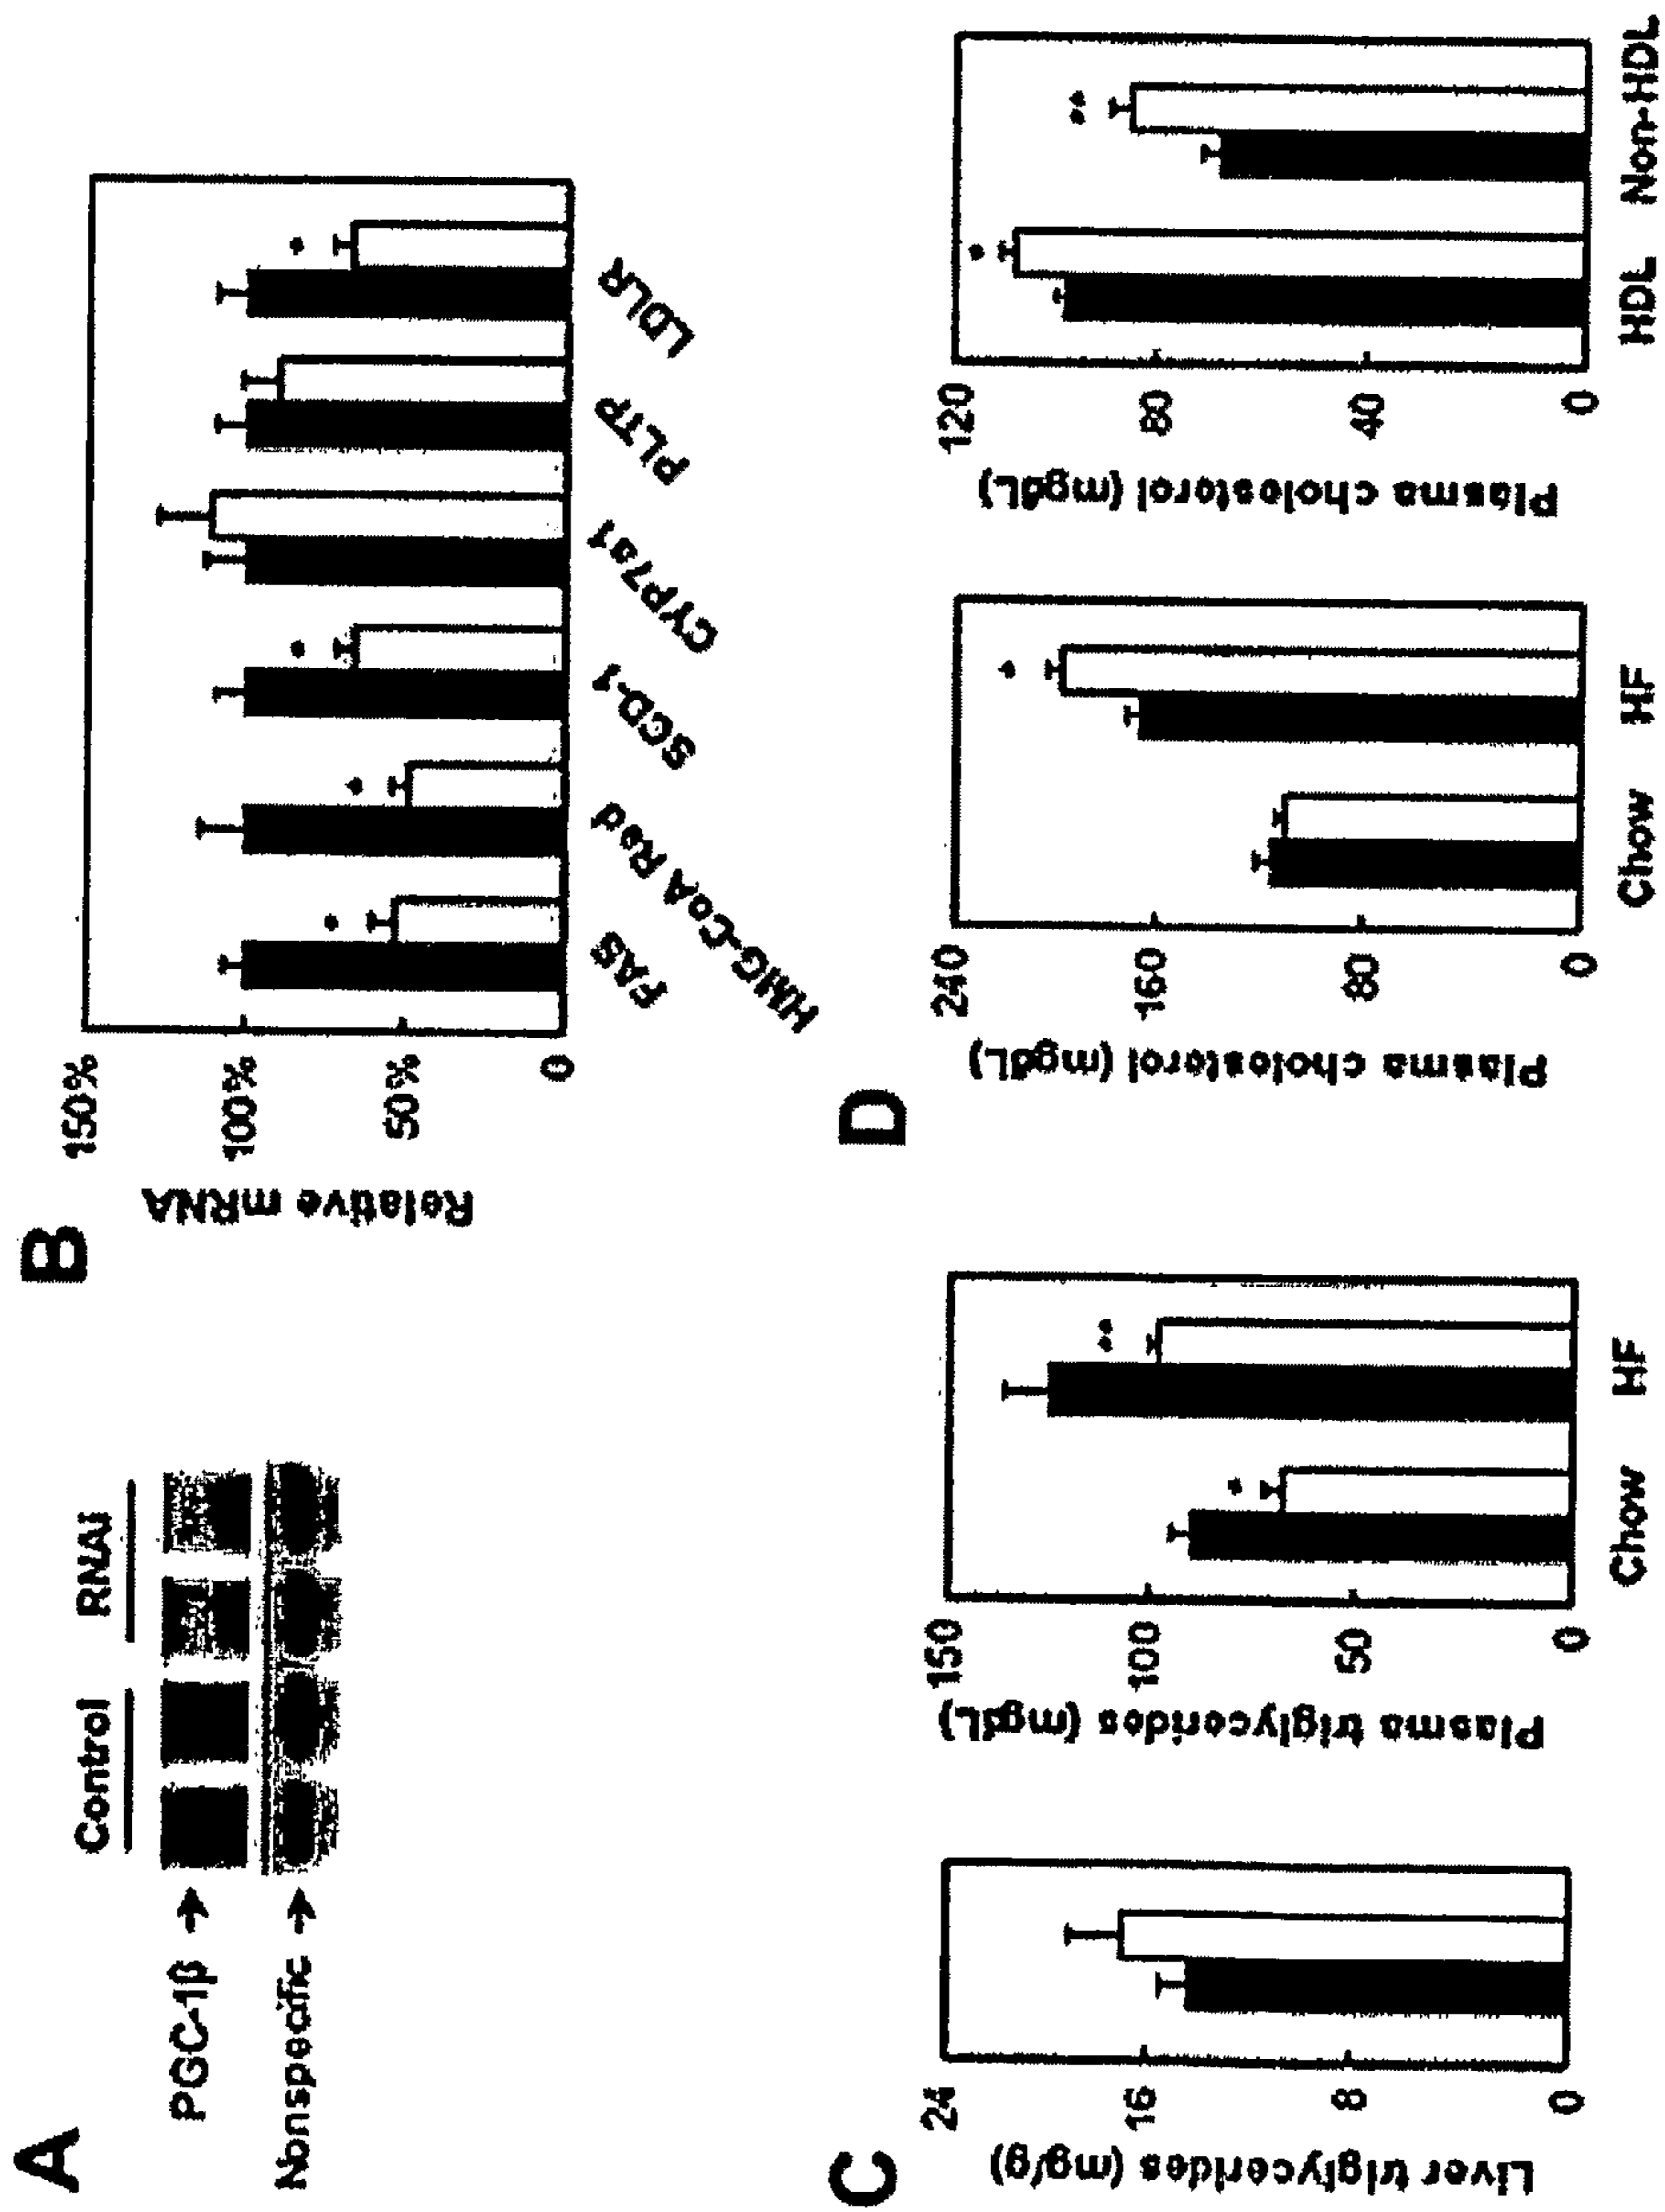 A
Control RNAi
PGC-1β →
Nonspecific →
B
Relative mRNA
150%
100%
50%
0
FAS
HMG-CoA Red
SCD-1
CYP7a1
PLTP
LDLR
*
*
*
*
C
Liver triglycerides (mg/g)
24
16
8
0
Plasma triglycerides (mg/dL)
150
100
50
0
Chow HF
*
**
D
Plasma cholesterol (mg/dL)
240
160
80
0
Chow HF
*
Plasma cholesterol (mg/dL)
120
80
40
0
HDL Non-HDL
*
**